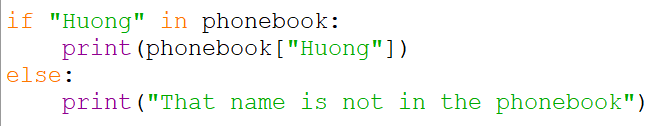 if "Huong" in phonebook:
    print(phonebook["Huong"])
else:
    print("That name is not in the phonebook")